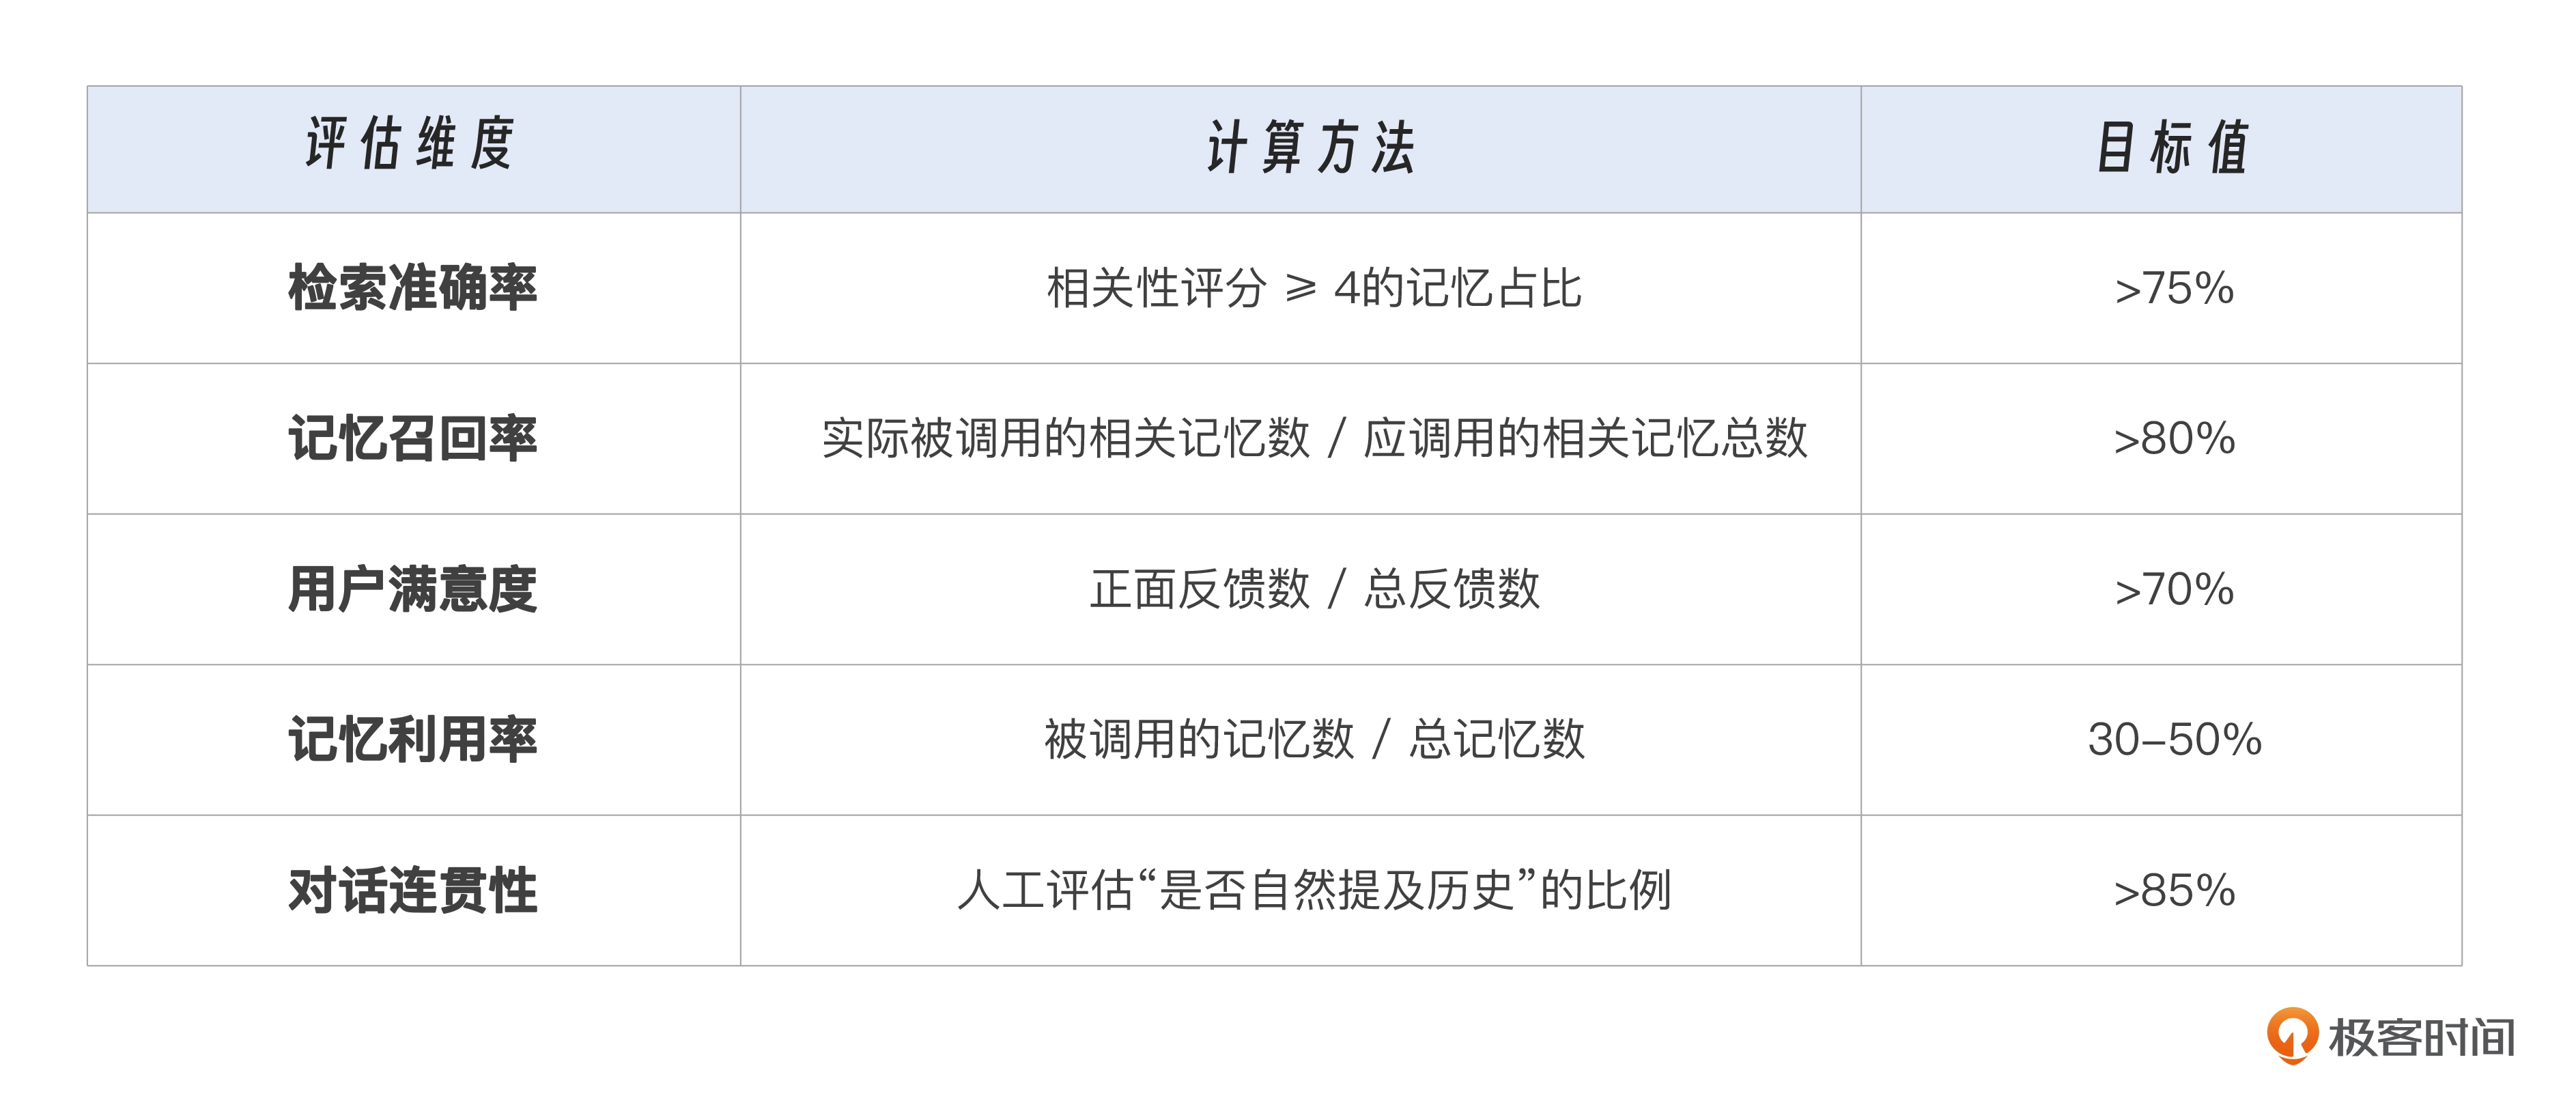 评估维度 计算方法 目标值
检索准确率 相关性评分 ⩾ 4的记忆占比 >75%
记忆召回率 实际被调用的相关记忆数 / 应调用的相关记忆总数 >80%
用户满意度 正面反馈数 / 总反馈数 >70%
记忆利用率 被调用的记忆数 / 总记忆数 30–50%
对话连贯性 人工评估“是否自然提及历史”的比例 >85%
极客时间